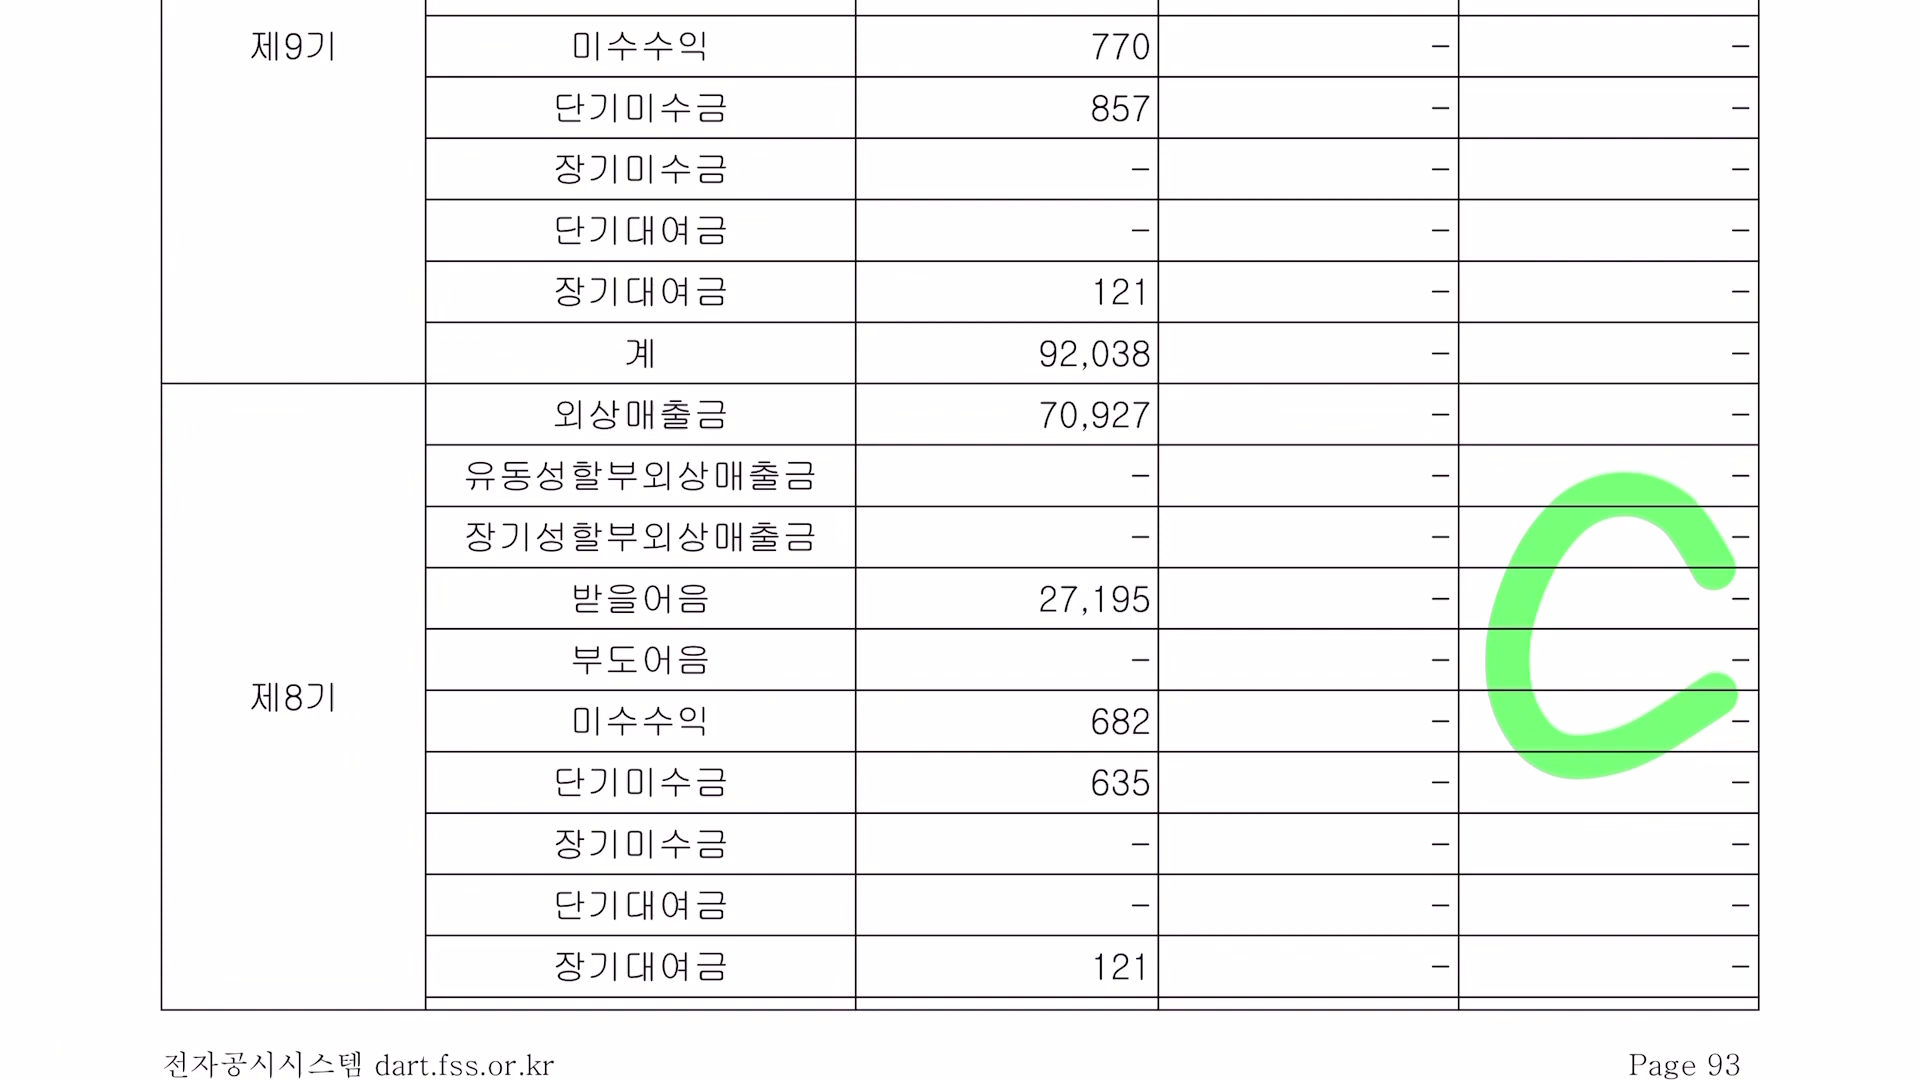 제9기 미수수익 770 – – 
단기미수금 857 – –
장기미수금 – – –
단기대여금 – – –
장기대여금 121 – –
계 92,038 – –
외상매출금 70,927 – –
유동성할부외상매출금 – – –
장기성할부외상매출금 – – –
받을어음 27,195 – –
부도어음 – – –
제8기 미수수익 682 – –
단기미수금 635 – –
장기미수금 – – –
단기대여금 – – –
장기대여금 121 – –
C
전자공시시스템 dart.fss.or.kr Page 93